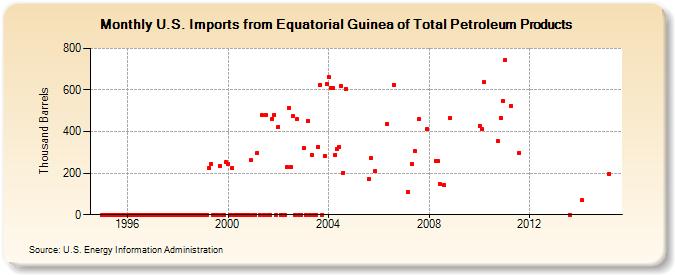 Monthly U.S. Imports from Equatorial Guinea of Total Petroleum Products
Thousand Barrels
800
600
400
200
0
1996 2000 2004 2008 2012
Source: U.S. Energy Information Administration